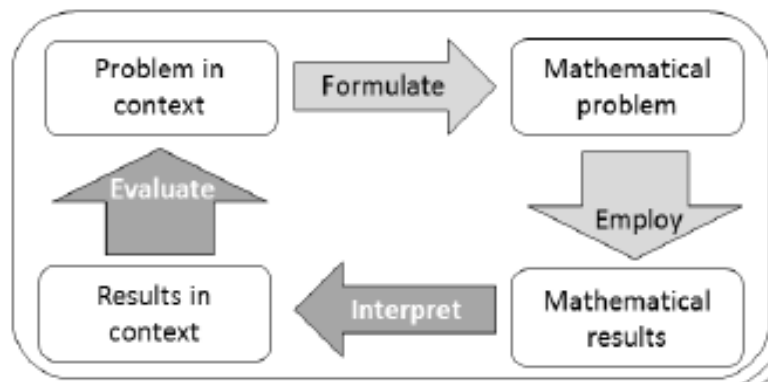 Problem in
context
Formulate
Mathematical
problem
Evaluate
Employ
Results in
context
Interpret
Mathematical
results